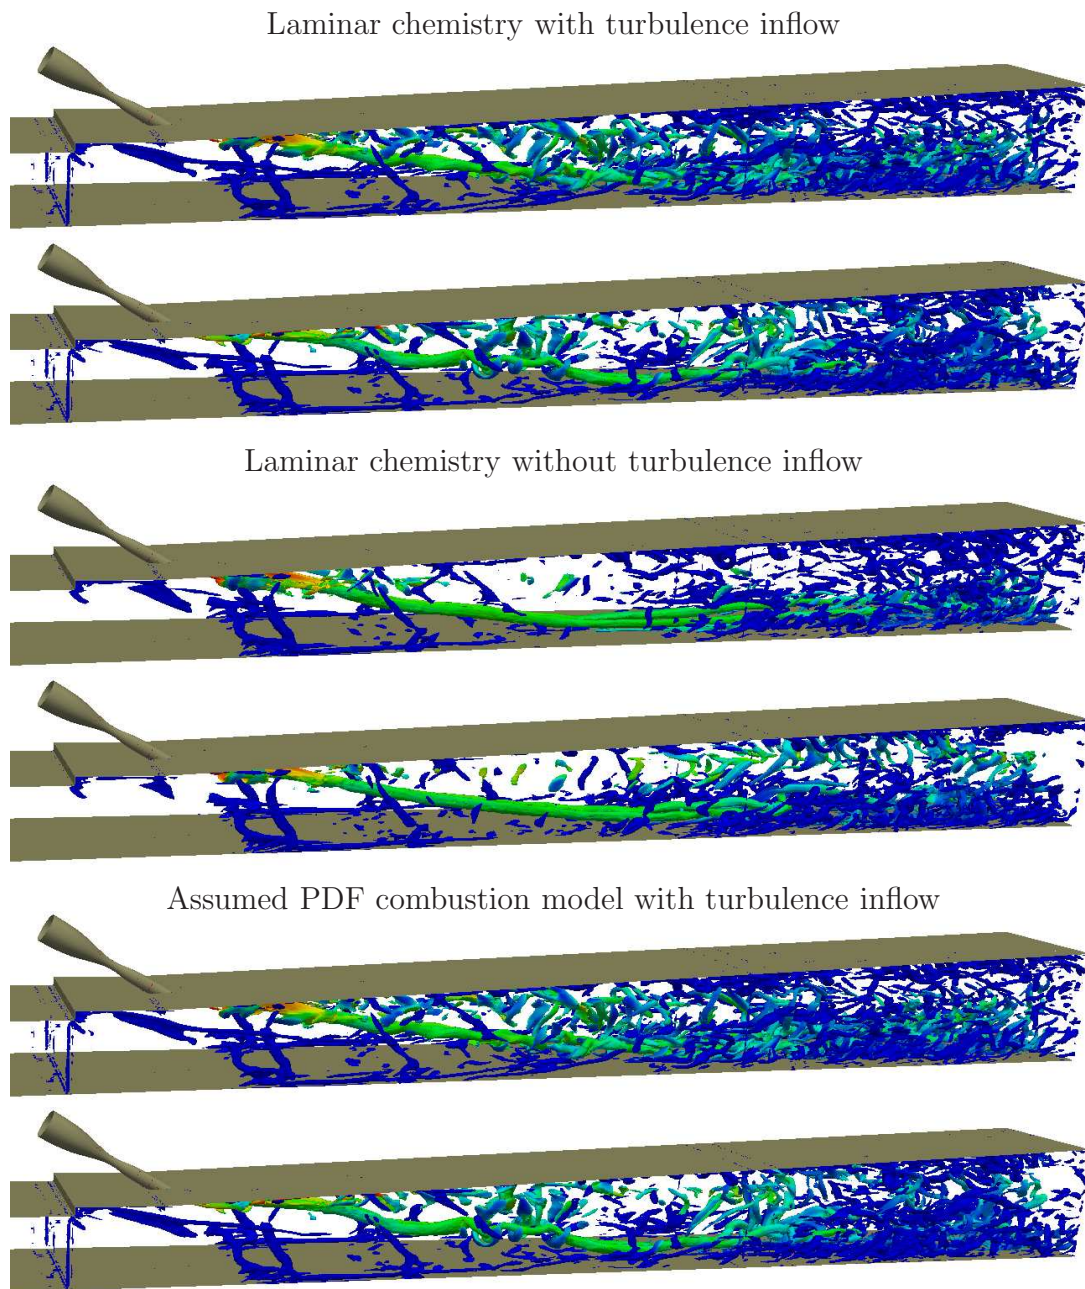 Laminar chemistry with turbulence inflow
Laminar chemistry without turbulence inflow
Assumed PDF combustion model with turbulence inflow